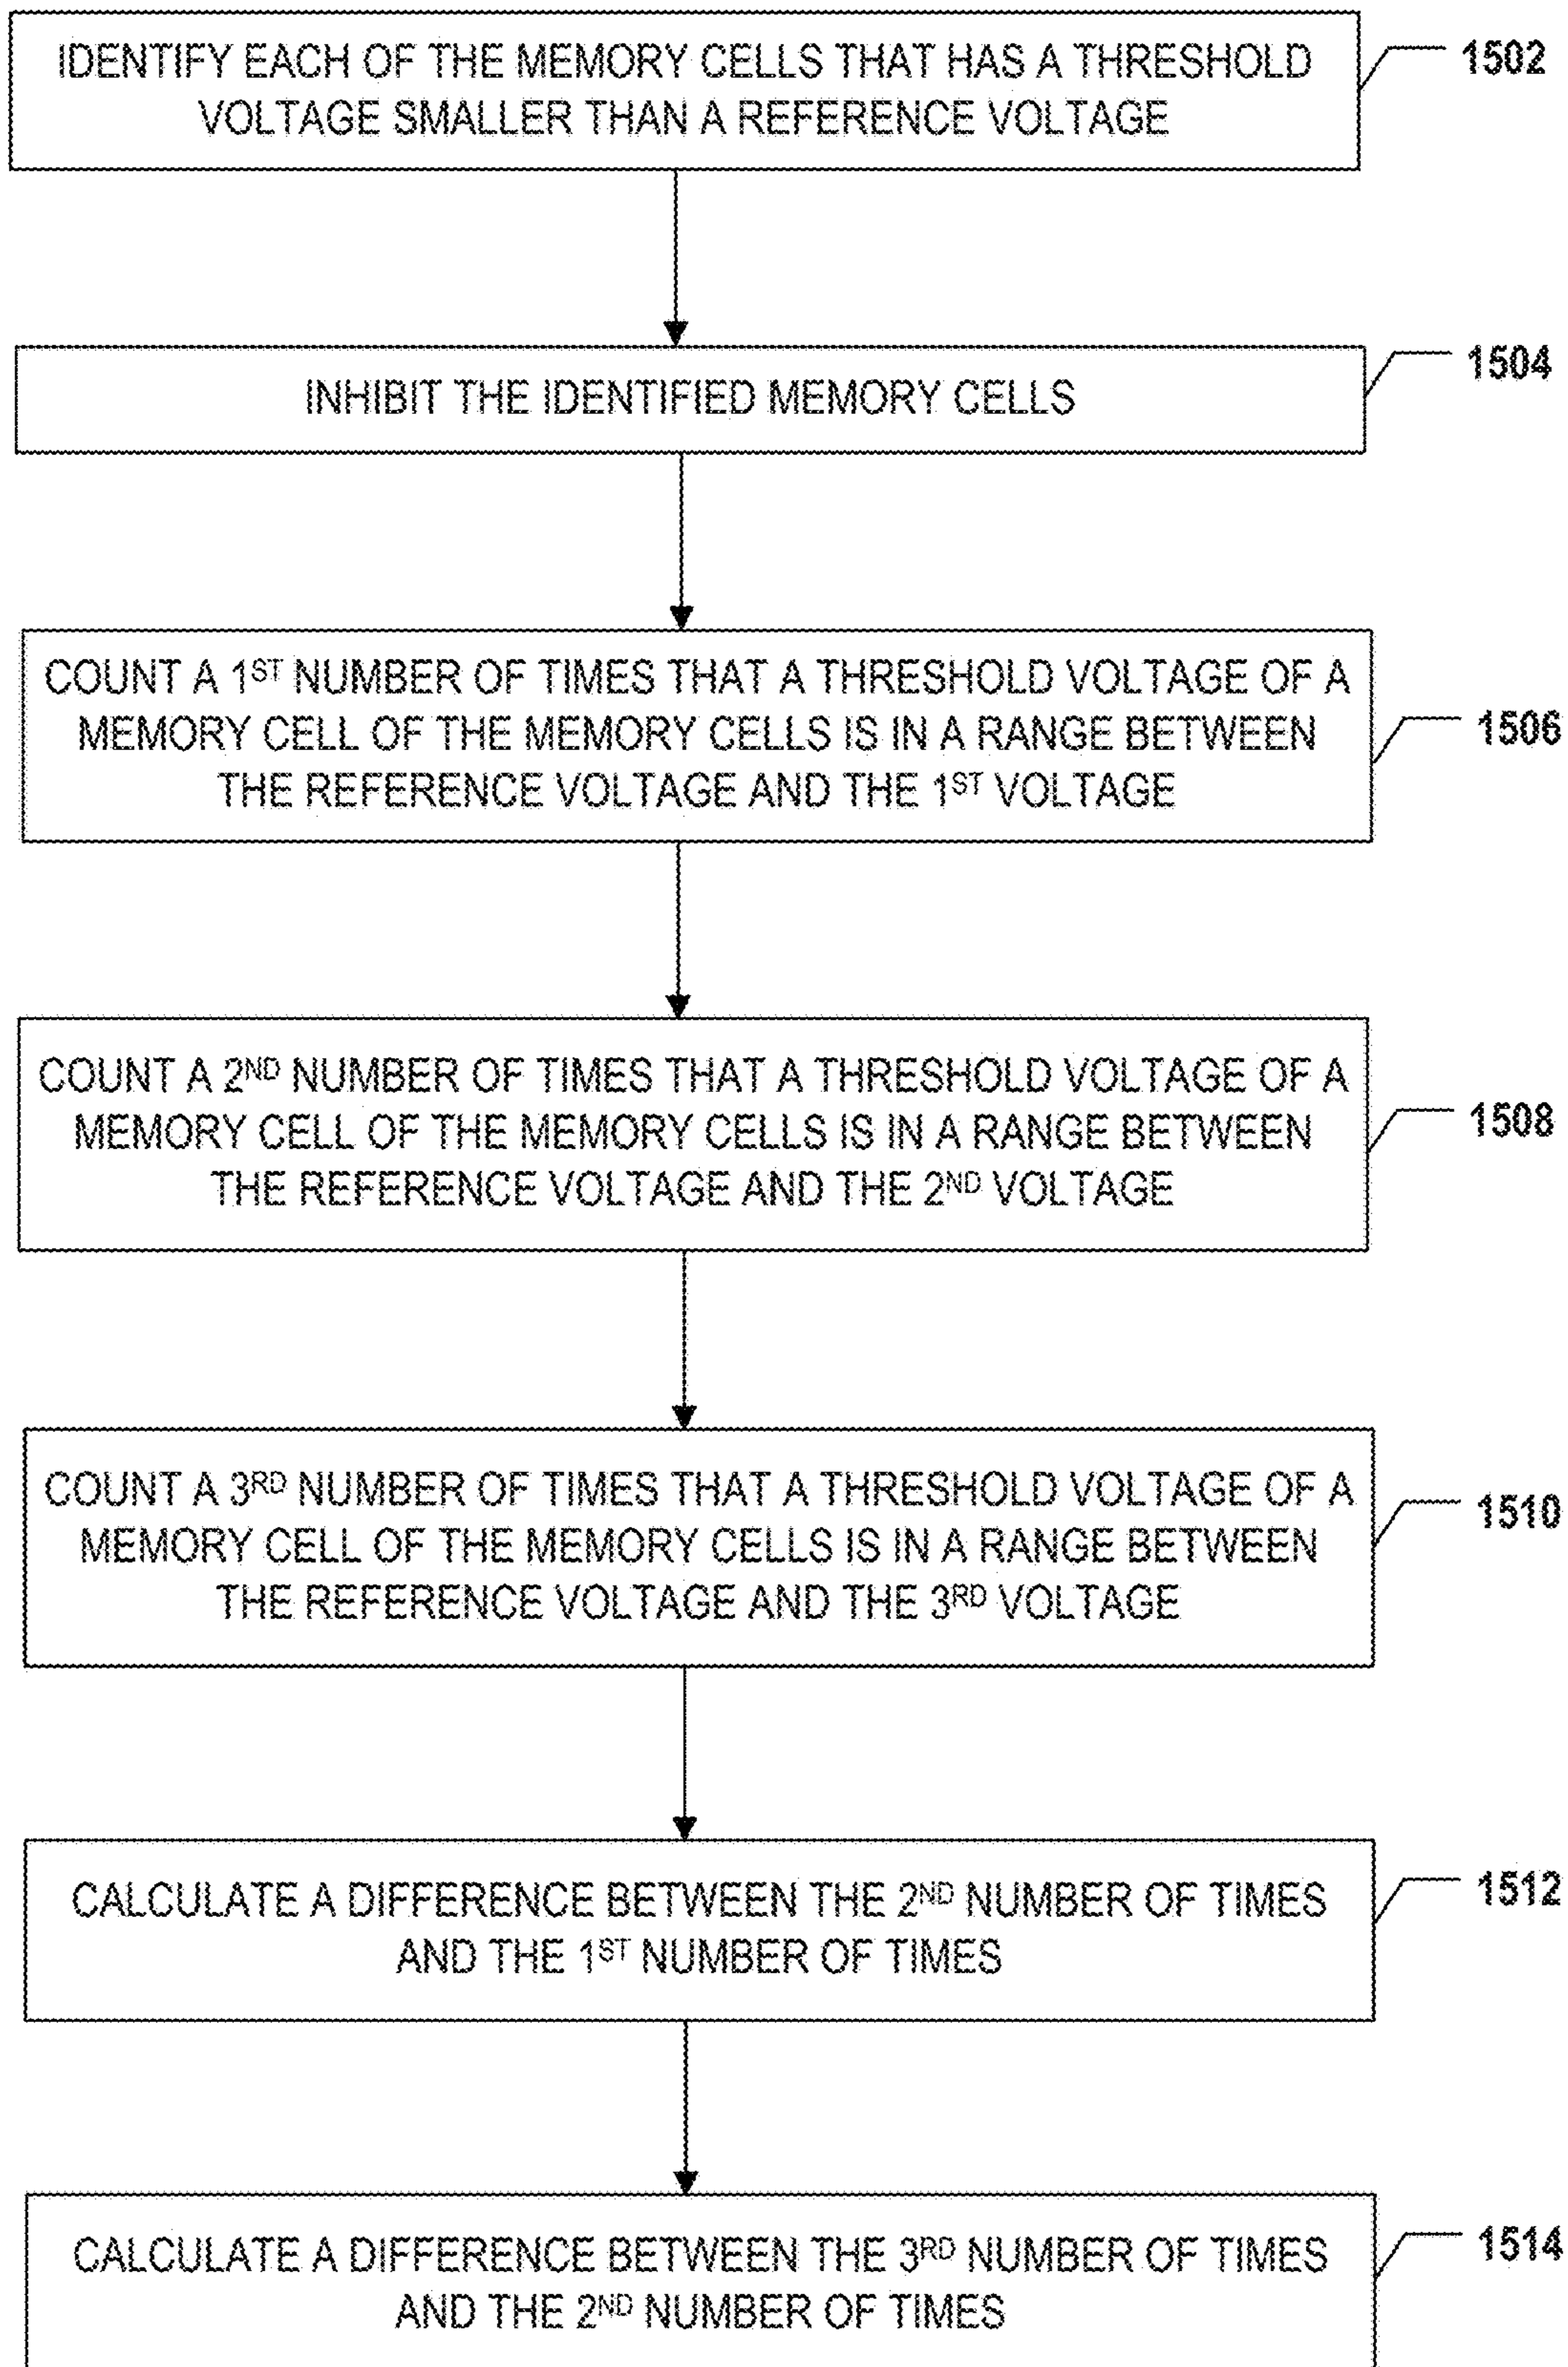 IDENTIFY EACH OF THE MEMORY CELLS THAT HAS A THRESHOLD
VOLTAGE SMALLER THAN A REFERENCE VOLTAGE
1502
INHIBIT THE IDENTIFIED MEMORY CELLS
1504
COUNT A 1ST NUMBER OF TIMES THAT A THRESHOLD VOLTAGE OF A
MEMORY CELL OF THE MEMORY CELLS IS IN A RANGE BETWEEN
THE REFERENCE VOLTAGE AND THE 1ST VOLTAGE
1506
COUNT A 2ND NUMBER OF TIMES THAT A THRESHOLD VOLTAGE OF A
MEMORY CELL OF THE MEMORY CELLS IS IN A RANGE BETWEEN
THE REFERENCE VOLTAGE AND THE 2ND VOLTAGE
1508
COUNT A 3RD NUMBER OF TIMES THAT A THRESHOLD VOLTAGE OF A
MEMORY CELL OF THE MEMORY CELLS IS IN A RANGE BETWEEN
THE REFERENCE VOLTAGE AND THE 3RD VOLTAGE
1510
CALCULATE A DIFFERENCE BETWEEN THE 2ND NUMBER OF TIMES
AND THE 1ST NUMBER OF TIMES
1512
CALCULATE A DIFFERENCE BETWEEN THE 3RD NUMBER OF TIMES
AND THE 2ND NUMBER OF TIMES
1514